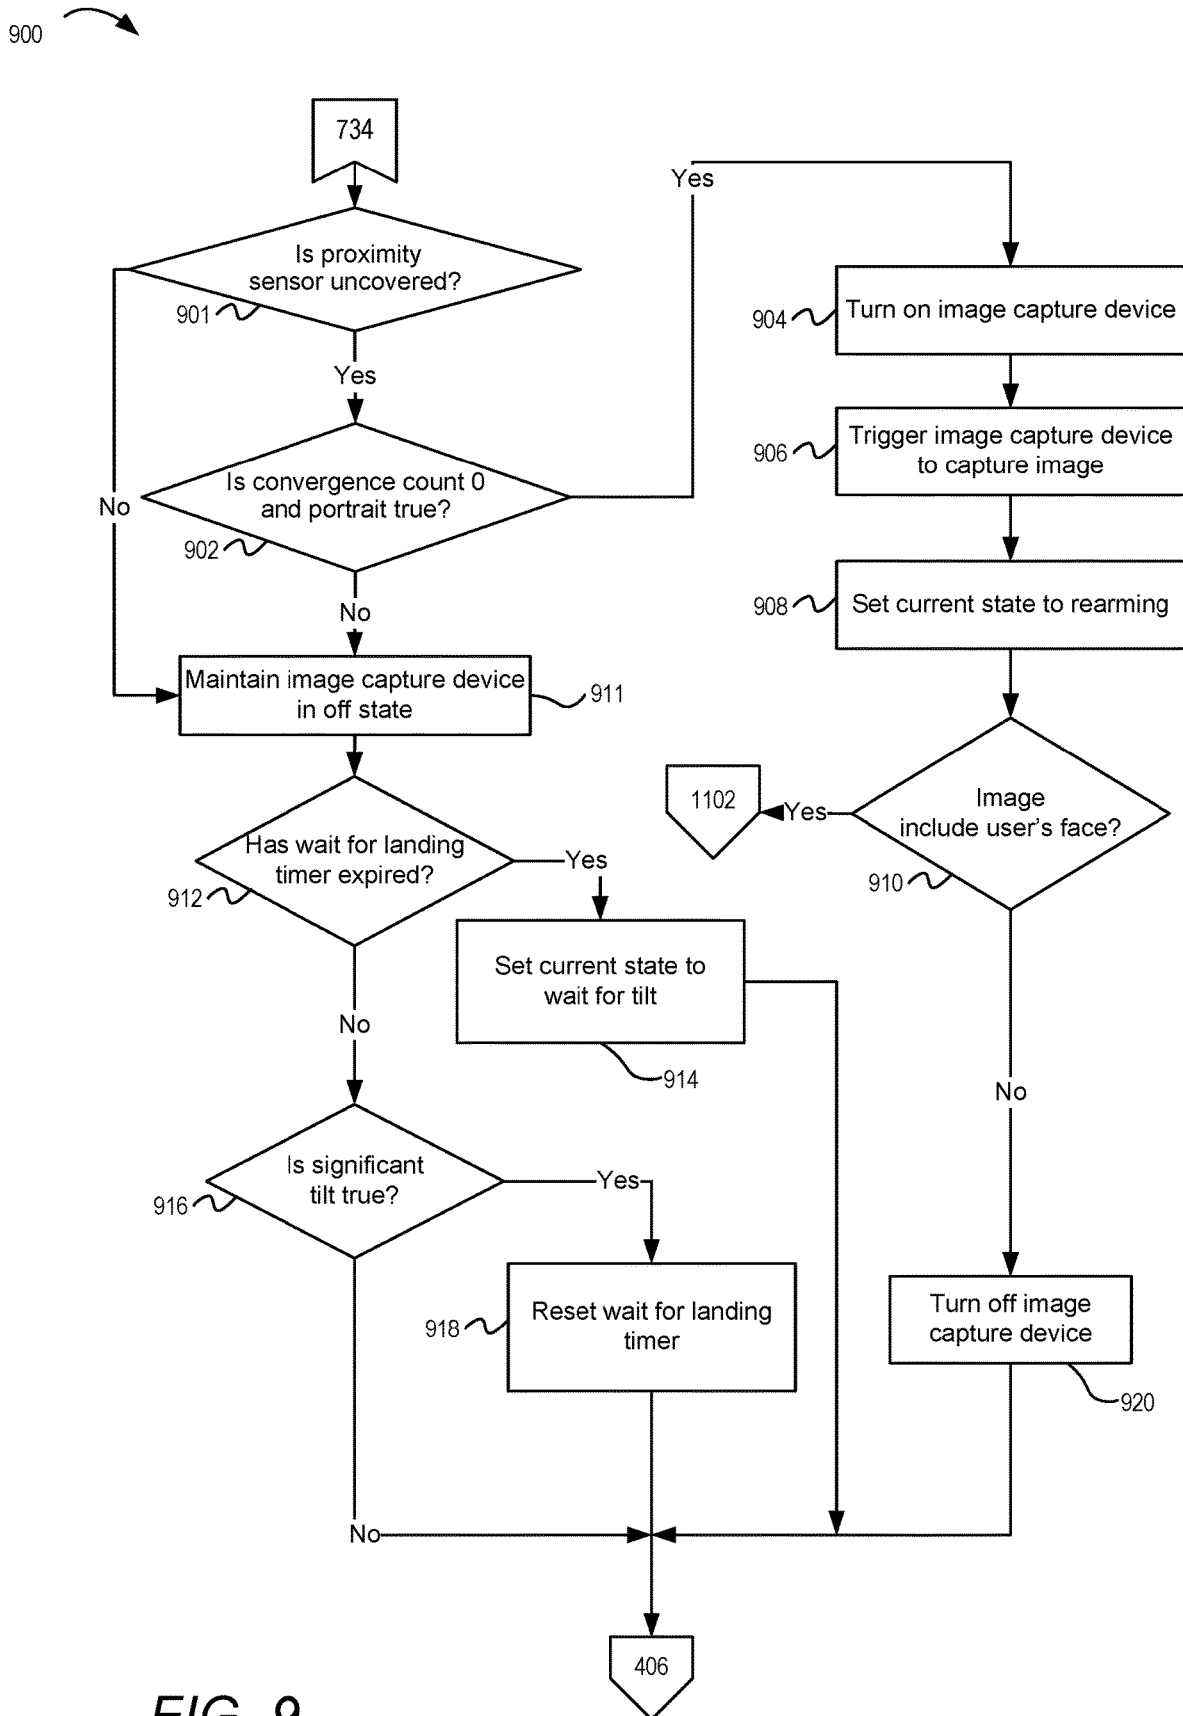 900
734
Is proximity
sensor uncovered?
901
Yes
Is convergence count 0
and portrait true?
902
Yes
No
No
Maintain image capture device
in off state
911
Turn on image capture device
904
Trigger image capture device
to capture image
906
Set current state to rearming
908
Image
include user's face?
910
Yes
1102
No
Has wait for landing
timer expired?
912
Yes
Set current state to
wait for tilt
914
No
Is significant
tilt true?
916
Yes
Reset wait for landing
timer
918
Turn off image
capture device
920
No
406
FIG. 9